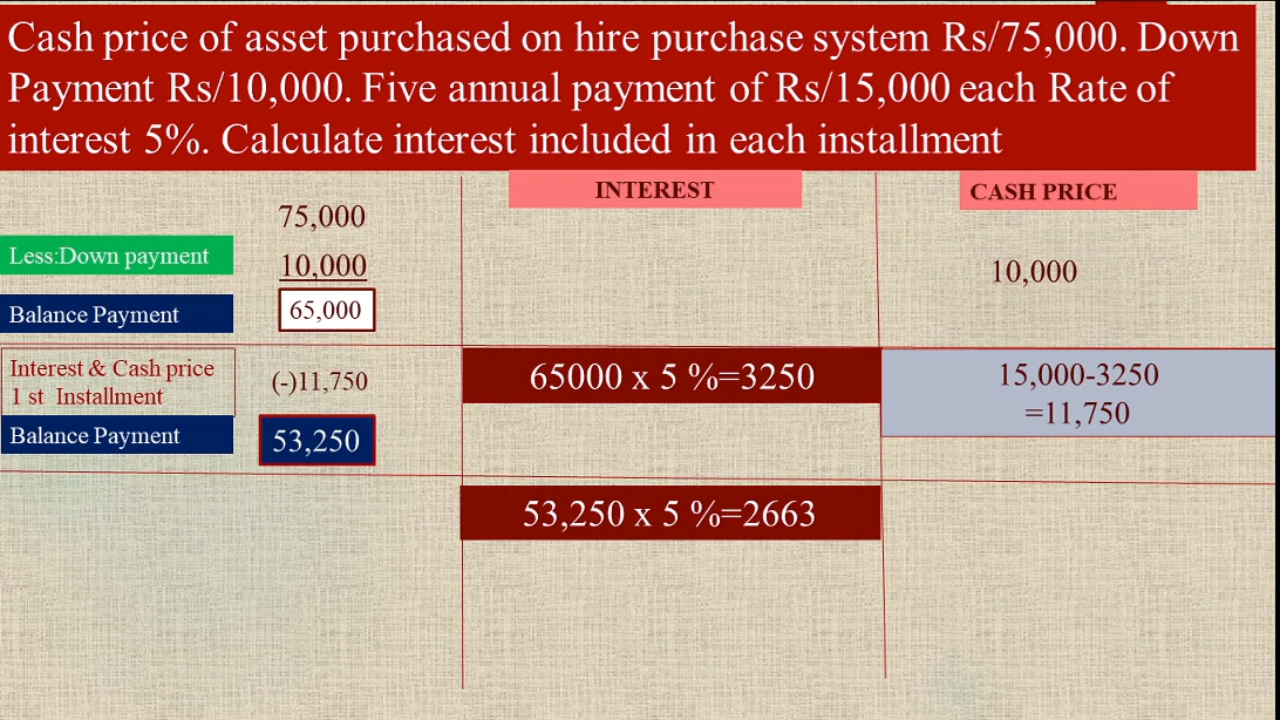 Cash price of asset purchased on hire purchase system Rs/75,000. Down
Payment Rs/10,000. Five annual payment of Rs/15,000 each Rate of
interest 5%. Calculate interest included in each installment
INTEREST
CASH PRICE
75,000
Less:Down payment
10,000
10,000
Balance Payment
65,000
Interest & Cash price
1 st Installment
(-)11,750
65000 x 5 %=3250
15,000-3250
=11,750
Balance Payment
53,250
53,250 x 5 %=2663